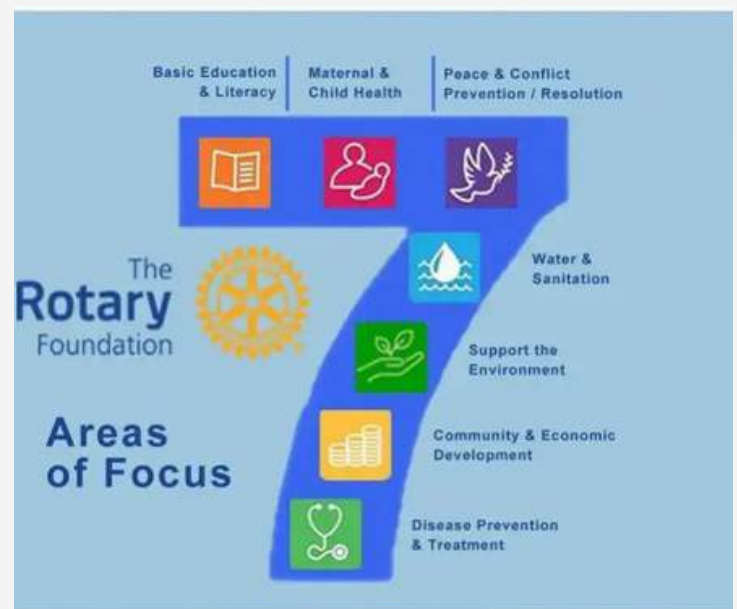 Basic Education
& Literacy
Maternal &
Child Health
Peace & Conflict
Prevention / Resolution
Water &
Sanitation
The
Rotary
Foundation
Support the
Environment
Areas
of Focus
Community & Economic
Development
Disease Prevention
& Treatment